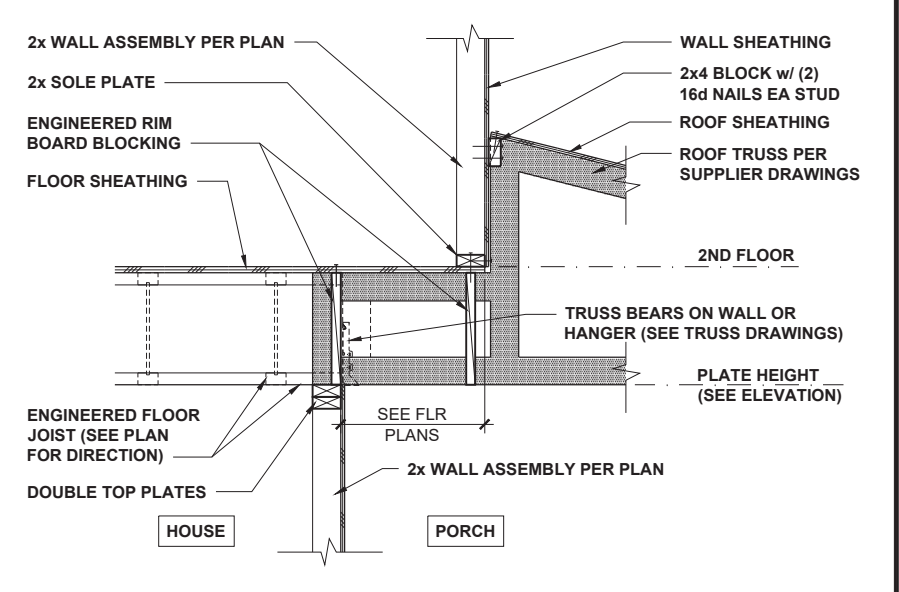 2x WALL ASSEMBLY PER PLAN
2x SOLE PLATE
ENGINEERED RIM
BOARD BLOCKING
FLOOR SHEATHING
WALL SHEATHING
2x4 BLOCK w/ (2)
16d NAILS EA STUD
ROOF SHEATHING
ROOF TRUSS PER
SUPPLIER DRAWINGS
2ND FLOOR
TRUSS BEARS ON WALL OR
HANGER (SEE TRUSS DRAWINGS)
PLATE HEIGHT
(SEE ELEVATION)
ENGINEERED FLOOR
JOIST (SEE PLAN
FOR DIRECTION)
DOUBLE TOP PLATES
SEE FLR
PLANS
2x WALL ASSEMBLY PER PLAN
HOUSE
PORCH